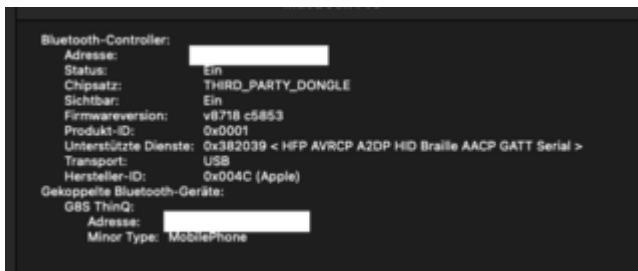 Bluetooth-Controller:
Adresse:
Status: Ein
Chipsatz: THIRD_PARTY_DONGLE
Sichtbar: Ein
Firmwareversion: v8718 c5853
Produkt-ID: 0x0001
Unterstützte Dienste: 0x382039 < HFP AVRCP A2DP HID Braille AACP GATT Serial >
Transport: USB
Hersteller-ID: 0x004C (Apple)
Gekoppelte Bluetooth-Geräte:
G8S ThinQ:
Adresse:
Minor Type: MobilePhone